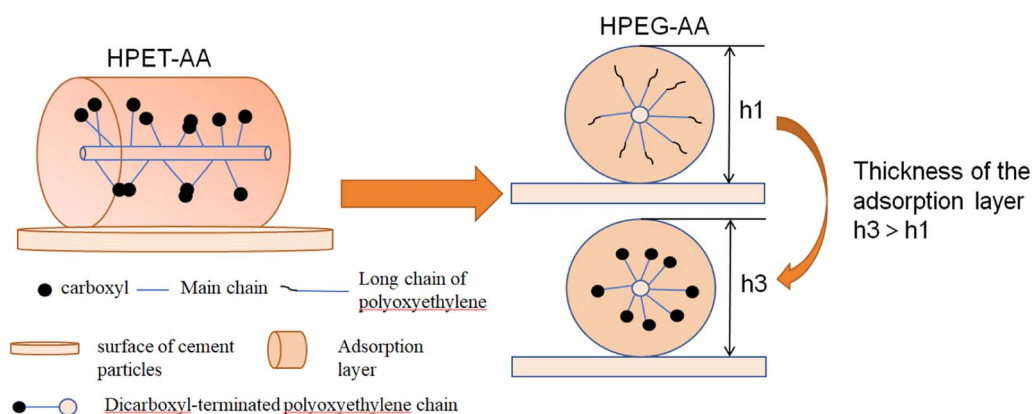 HPET-AA
HPEG-AA
h1
Thickness of the
adsorption layer
h3 > h1
h3
carboxyl
Main chain
Long chain of
polyoxyethylene
surface of cement
particles
Adsorption
layer
Dicarboxyl-terminated polyoxyethylene chain